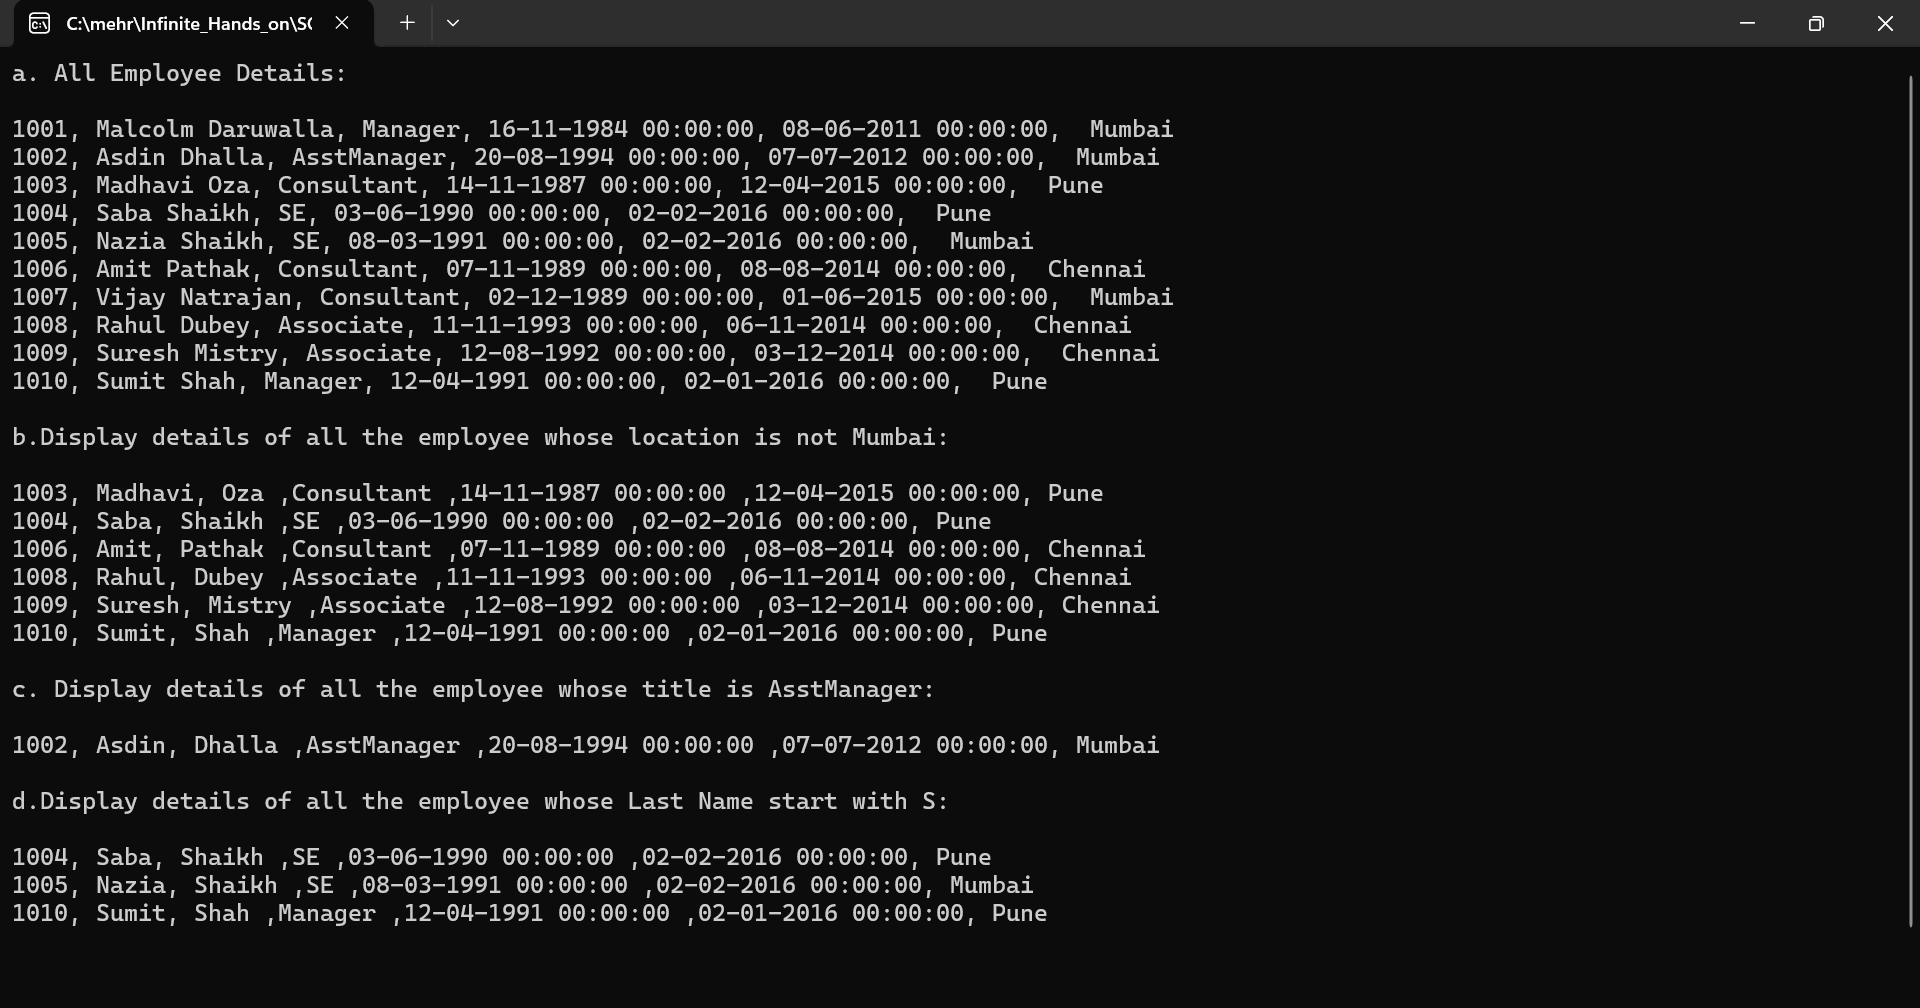 C:\mehr\Infinite_Hands_on\SC
a. All Employee Details:
1001, Malcolm Daruwalla, Manager, 16-11-1984 00:00:00, 08-06-2011 00:00:00,  Mumbai
1002, Asdin Dhalla, AsstManager, 20-08-1994 00:00:00, 07-07-2012 00:00:00,  Mumbai
1003, Madhavi Oza, Consultant, 14-11-1987 00:00:00, 12-04-2015 00:00:00,  Pune
1004, Saba Shaikh, SE, 03-06-1990 00:00:00, 02-02-2016 00:00:00,  Pune
1005, Nazia Shaikh, SE, 08-03-1991 00:00:00, 02-02-2016 00:00:00,  Mumbai
1006, Amit Pathak, Consultant, 07-11-1989 00:00:00, 08-08-2014 00:00:00,  Chennai
1007, Vijay Natrajan, Consultant, 02-12-1989 00:00:00, 01-06-2015 00:00:00,  Mumbai
1008, Rahul Dubey, Associate, 11-11-1993 00:00:00, 06-11-2014 00:00:00,  Chennai
1009, Suresh Mistry, Associate, 12-08-1992 00:00:00, 03-12-2014 00:00:00,  Chennai
1010, Sumit Shah, Manager, 12-04-1991 00:00:00, 02-01-2016 00:00:00,  Pune
b.Display details of all the employee whose location is not Mumbai:
1003, Madhavi, Oza ,Consultant ,14-11-1987 00:00:00 ,12-04-2015 00:00:00, Pune
1004, Saba, Shaikh ,SE ,03-06-1990 00:00:00 ,02-02-2016 00:00:00, Pune
1006, Amit, Pathak ,Consultant ,07-11-1989 00:00:00 ,08-08-2014 00:00:00, Chennai
1008, Rahul, Dubey ,Associate ,11-11-1993 00:00:00 ,06-11-2014 00:00:00, Chennai
1009, Suresh, Mistry ,Associate ,12-08-1992 00:00:00 ,03-12-2014 00:00:00, Chennai
1010, Sumit, Shah ,Manager ,12-04-1991 00:00:00 ,02-01-2016 00:00:00, Pune
c. Display details of all the employee whose title is AsstManager:
1002, Asdin, Dhalla ,AsstManager ,20-08-1994 00:00:00 ,07-07-2012 00:00:00, Mumbai
d.Display details of all the employee whose Last Name start with S:
1004, Saba, Shaikh ,SE ,03-06-1990 00:00:00 ,02-02-2016 00:00:00, Pune
1005, Nazia, Shaikh ,SE ,08-03-1991 00:00:00 ,02-02-2016 00:00:00, Mumbai
1010, Sumit, Shah ,Manager ,12-04-1991 00:00:00 ,02-01-2016 00:00:00, Pune